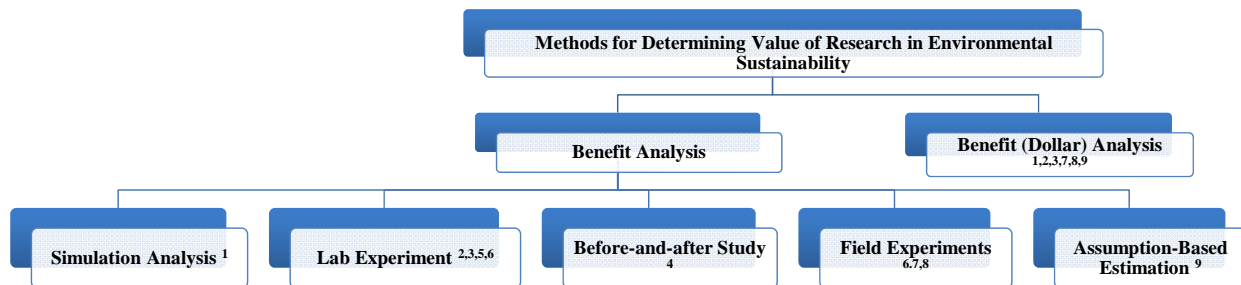 Methods for Determining Value of Research in Environmental
Sustainability
Benefit Analysis
Benefit (Dollar) Analysis
1,2,3,7,8,9
Simulation Analysis 1
Lab Experiment 2,3,5,6
Before-and-after Study
4
Field Experiments
6.7,8
Assumption-Based
Estimation 9